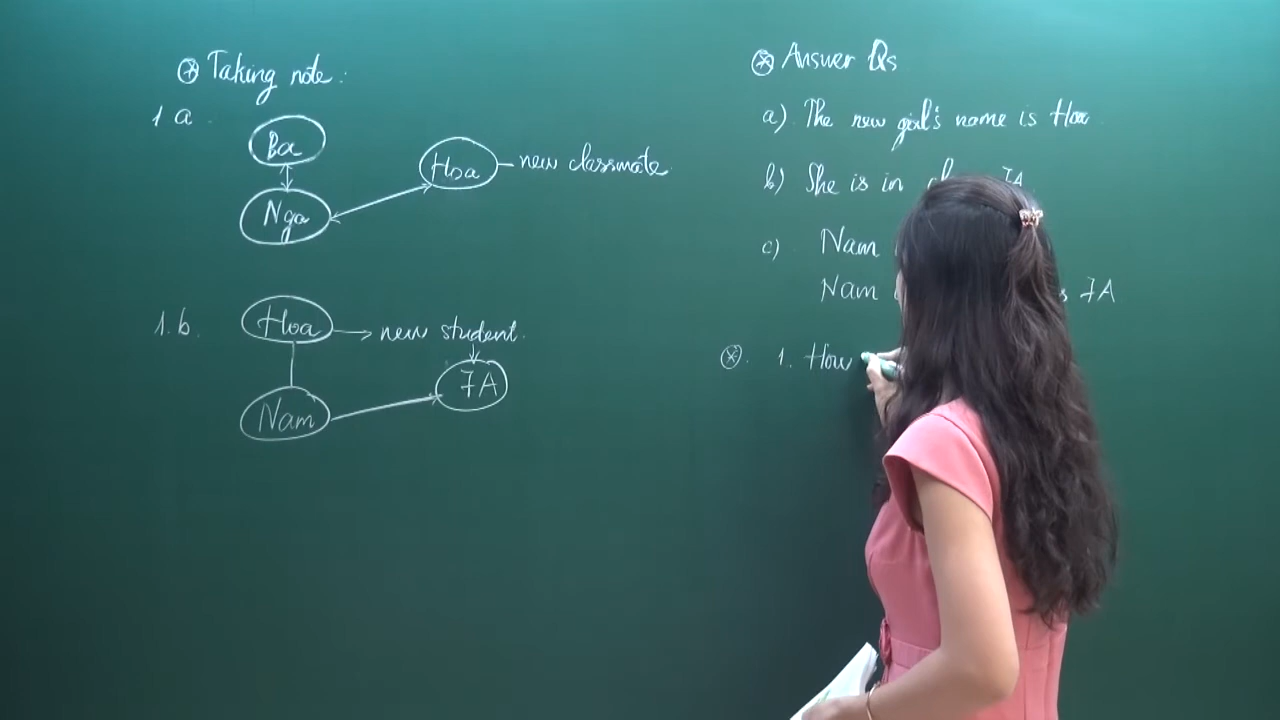 ⊛ Taking note:
1 a.
Ba
Hoa — new classmate
Nga
1.b.
Hoa → new student.
7A
Nam
⊛ Answer Qs
a) The new girl's name is Hoa
b) She is in 7A
c) Nam
Nam 7A
⊛. 1. How